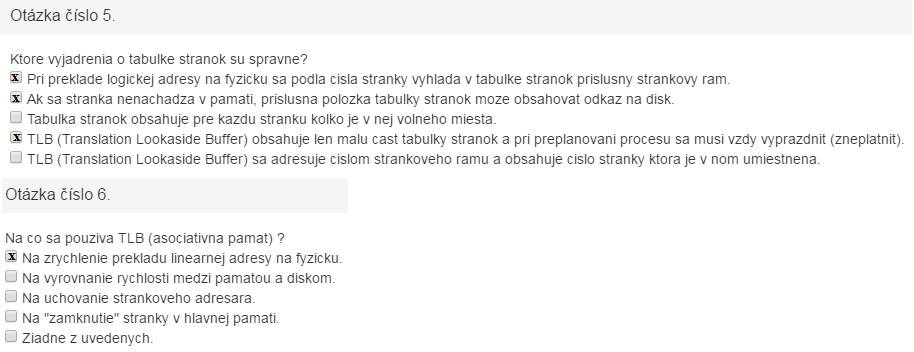 Otázka číslo 5.
Ktore vyjadrenia o tabulke stranok su spravne?
x Pri preklade logickej adresy na fyzicku sa podla cisla stranky vyhlada v tabulke stranok prislusny strankovy ram.
x Ak sa stranka nenachadza v pamati, prislusna polozka tabulky stranok moze obsahovat odkaz na disk.
Tabulka stranok obsahuje pre kazdu stranku kolko je v nej volneho miesta.
x TLB (Translation Lookaside Buffer) obsahuje len malu cast tabulky stranok a pri preplanovani procesu sa musi vzdy vyprazdnit (zneplatnit).
TLB (Translation Lookaside Buffer) sa adresuje cislom strankoveho ramu a obsahuje cislo stranky ktora je v nom umiestnena.
Otázka číslo 6.
Na co sa pouziva TLB (asociativna pamat) ?
x Na zrychlenie prekladu linearnej adresy na fyzicku.
Na vyrovnanie rychlosti medzi pamatou a diskom.
Na uchovanie strankoveho adresara.
Na "zamknutie" stranky v hlavnej pamati.
Ziadne z uvedenych.